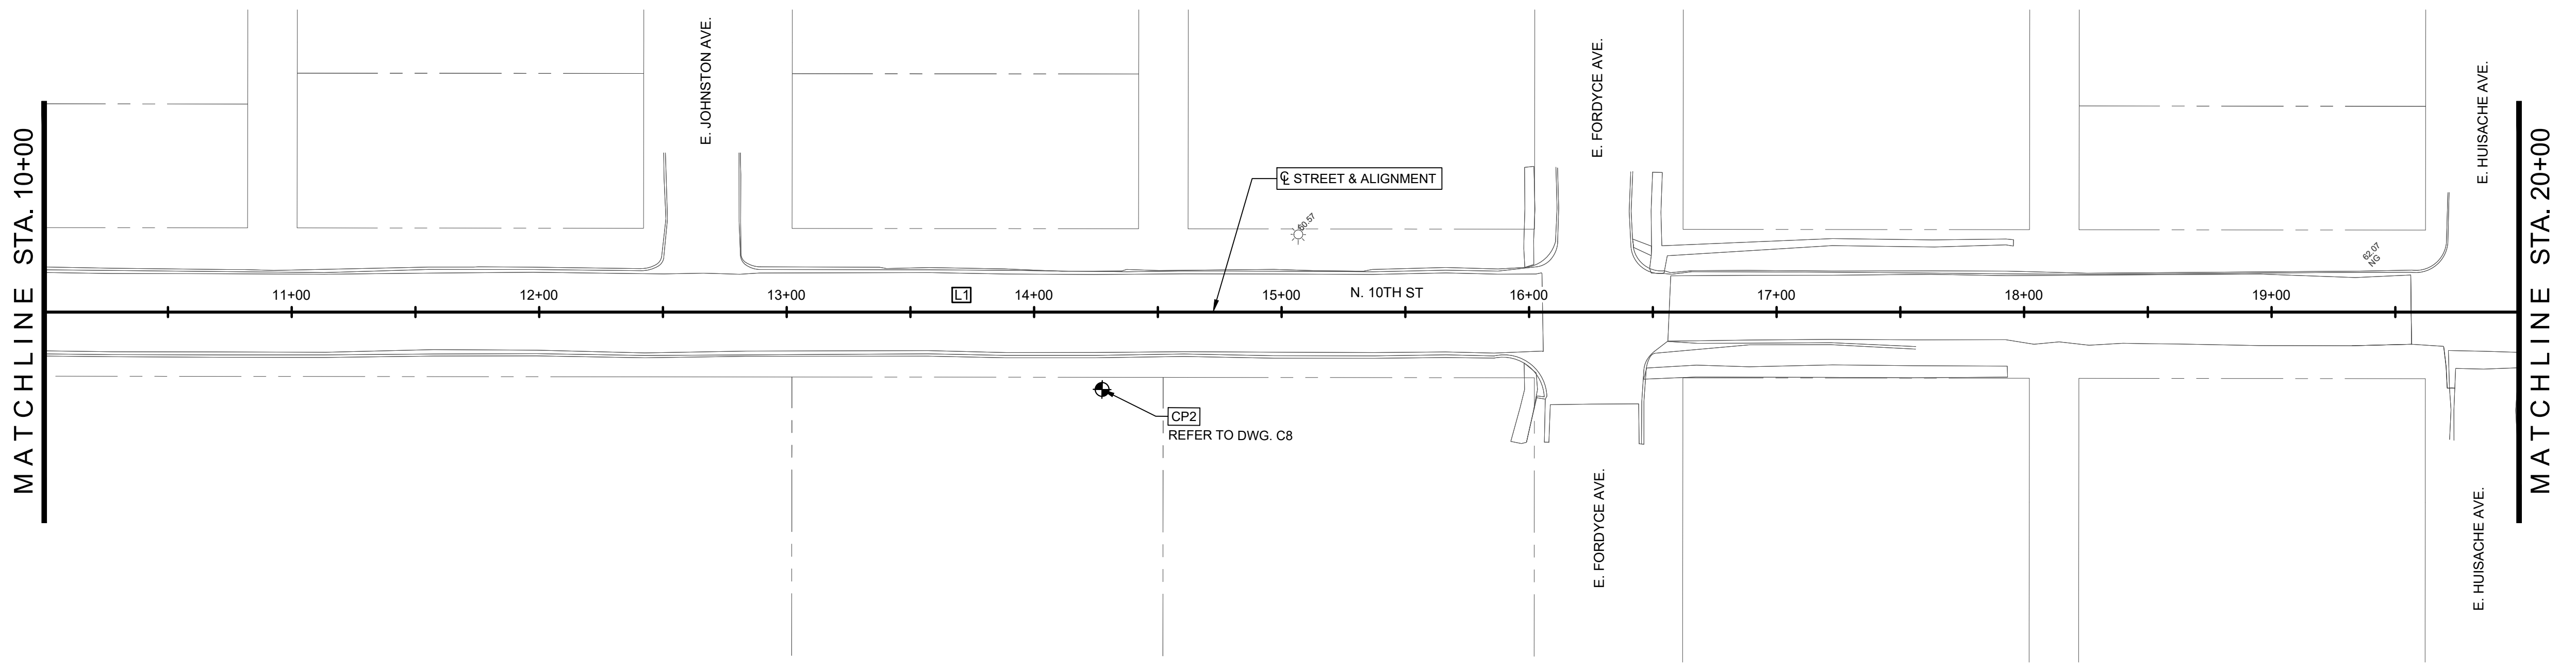 MATCHLINE STA. 10+00
E. JOHNSTON AVE.
E. FORDYCE AVE.
E. HUISACHE AVE.
MATCHLINE STA. 20+00
℄ STREET & ALIGNMENT
60.57
62.07
NG
11+00
12+00
13+00
L1
14+00
15+00
N. 10TH ST
16+00
17+00
18+00
19+00
CP2
REFER TO DWG. C8
E. FORDYCE AVE.
E. HUISACHE AVE.